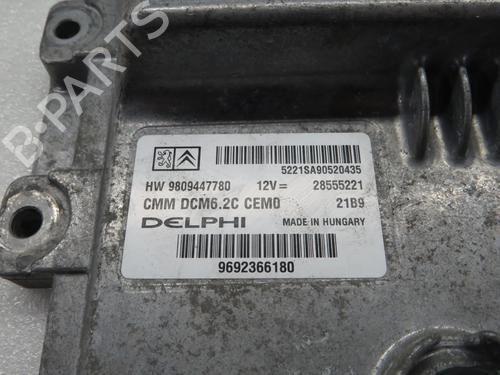 B-PARTS
5221SA90520435
HW 9809447780 12V= 28555221
CMM DCM6.2C CEM0 21B9
DELPHI MADE IN HUNGARY
9692366180